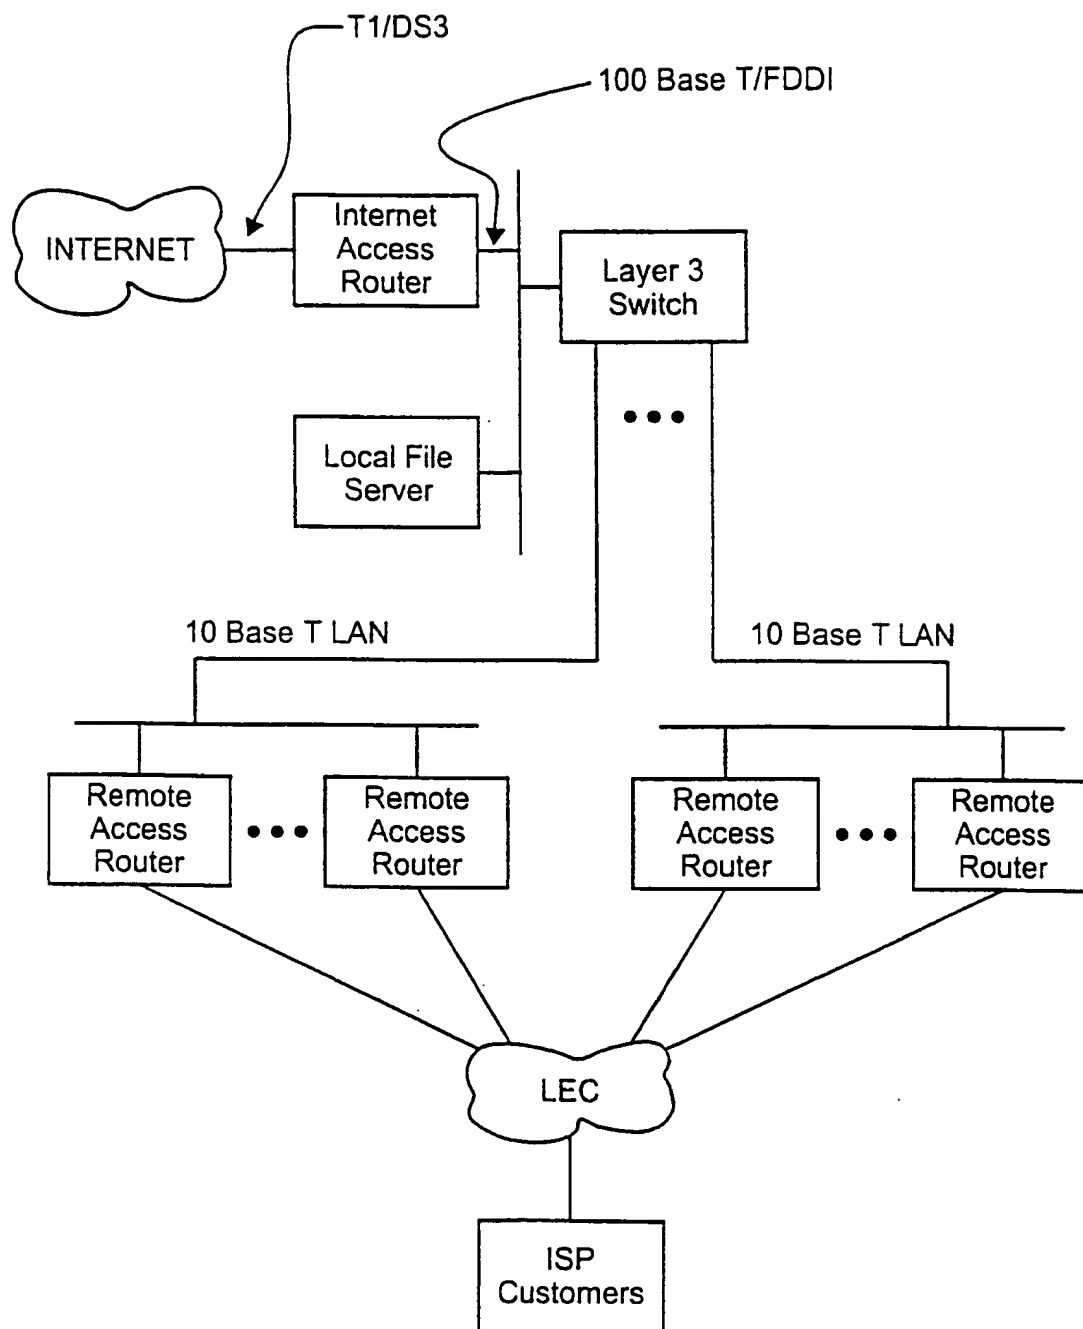 T1/DS3
100 Base T/FDDI
INTERNET
Internet
Access
Router
Layer 3
Switch
Local File
Server
10 Base T LAN
10 Base T LAN
Remote
Access
Router
Remote
Access
Router
Remote
Access
Router
Remote
Access
Router
LEC
ISP
Customers